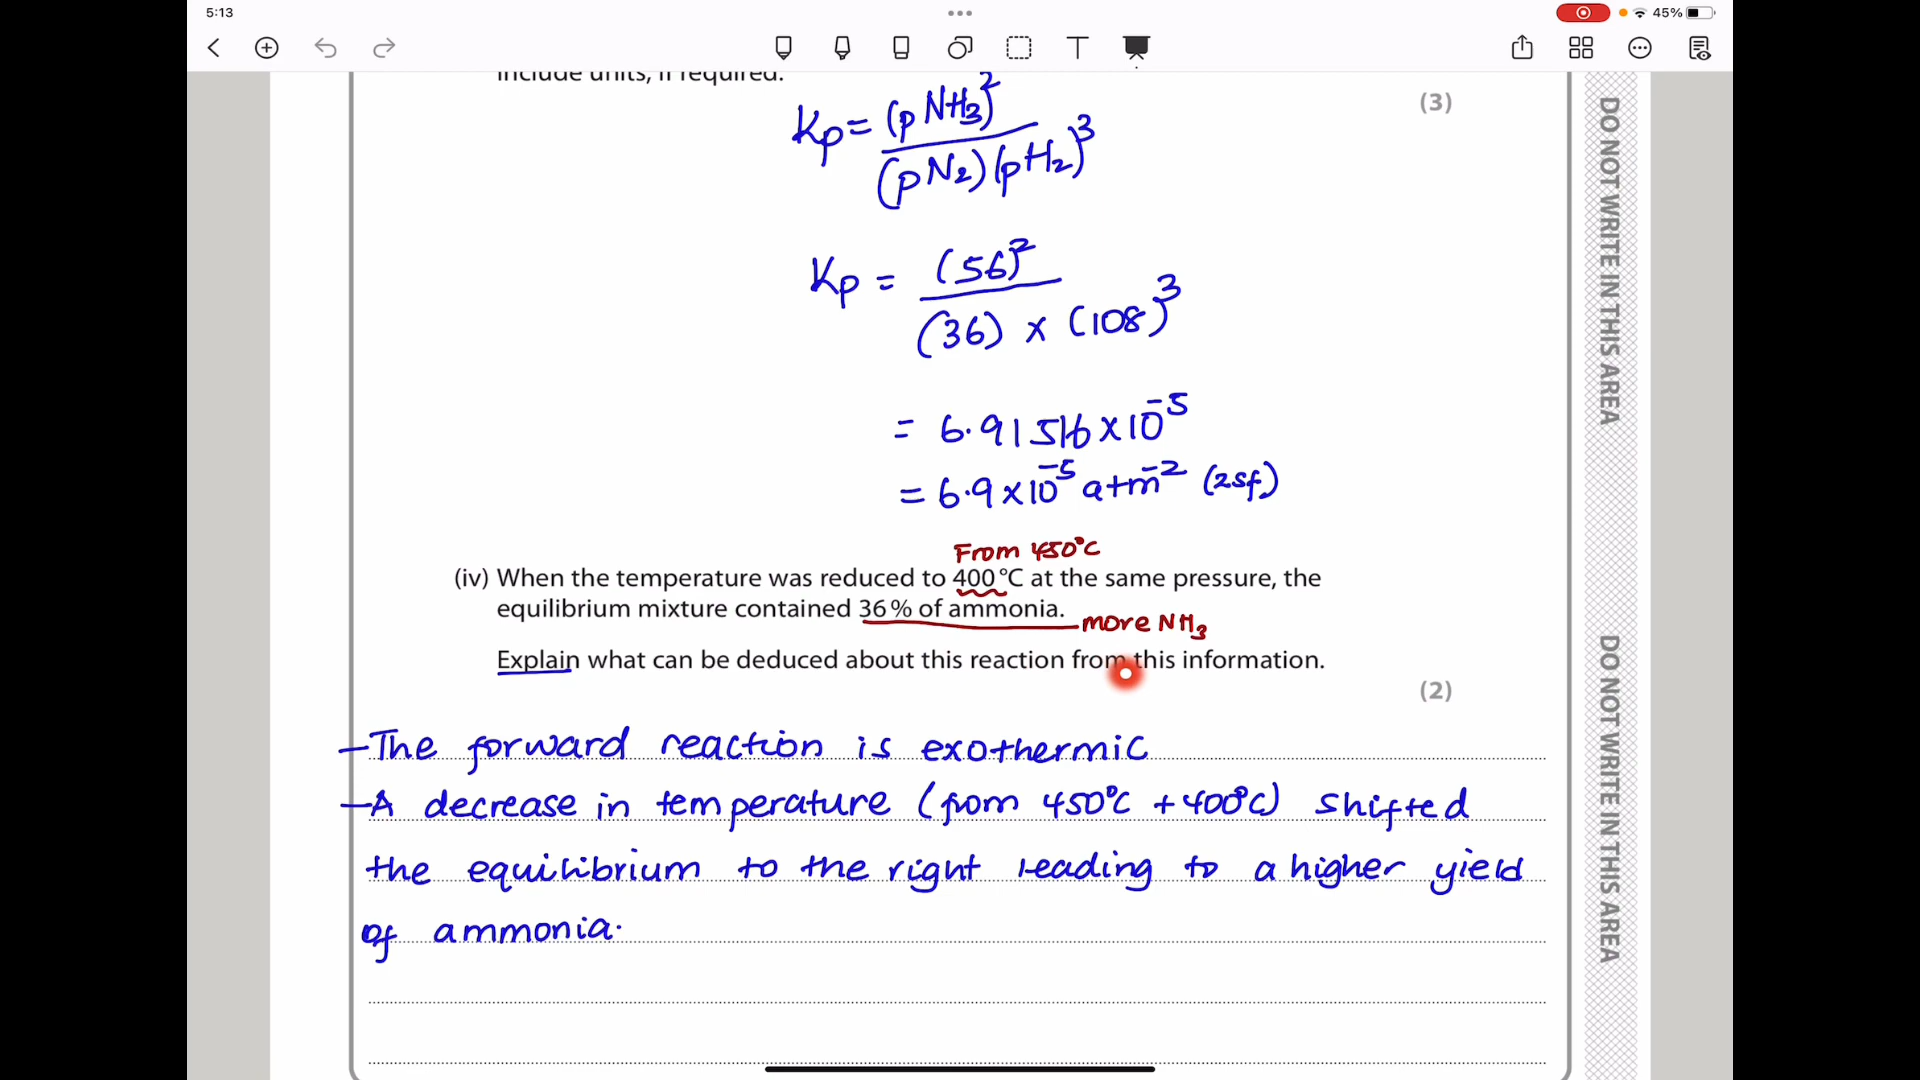 5:13
45%
include units, if required.
(3)
Kp = (pNH₃)² / (pN₂)(pH₂)³
Kp = (56)² / (36) × (108)³
= 6.91516 × 10⁻⁵
= 6.9 × 10⁻⁵ atm⁻² (2sf.)
From 450°C
(iv) When the temperature was reduced to 400 °C at the same pressure, the
equilibrium mixture contained 36 % of ammonia.
more NH₃
Explain what can be deduced about this reaction from this information.
(2)
- The forward reaction is exothermic
- A decrease in temperature (from 450°C + 400°C) shifted
the equilibrium to the right leading to a higher yield
of ammonia.
DO NOT WRITE IN THIS AREA
DO NOT WRITE IN THIS AREA